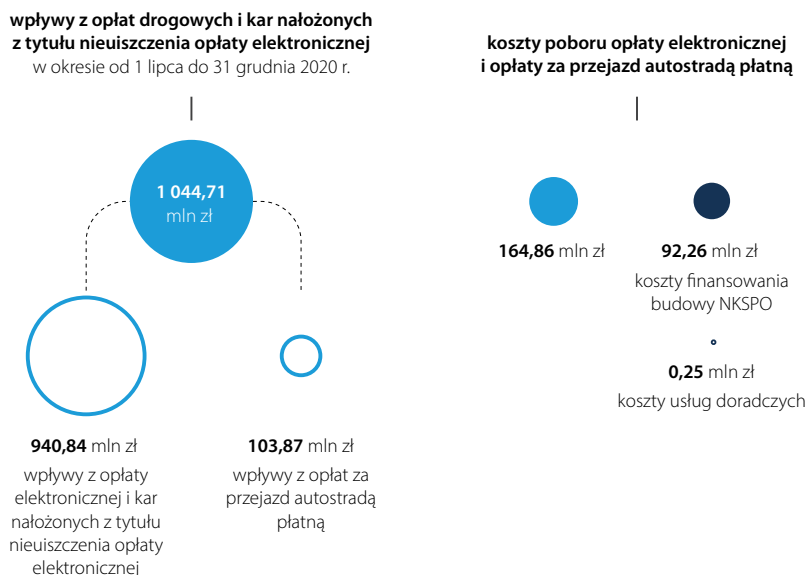 wpływy z opłat drogowych i kar nałożonych
z tytułu nieuiszczenia opłaty elektronicznej
w okresie od 1 lipca do 31 grudnia 2020 r.
1 044,71
mln zł
940,84 mln zł
wpływy z opłaty
elektronicznej i kar
nałożonych z tytułu
nieuiszczenia opłaty
elektronicznej
103,87 mln zł
wpływy z opłat za
przejazd autostradą
płatną
koszty poboru opłaty elektronicznej
i opłaty za przejazd autostradą płatną
164,86 mln zł
92,26 mln zł
koszty finansowania
budowy NKSPO
0,25 mln zł
koszty usług doradczych